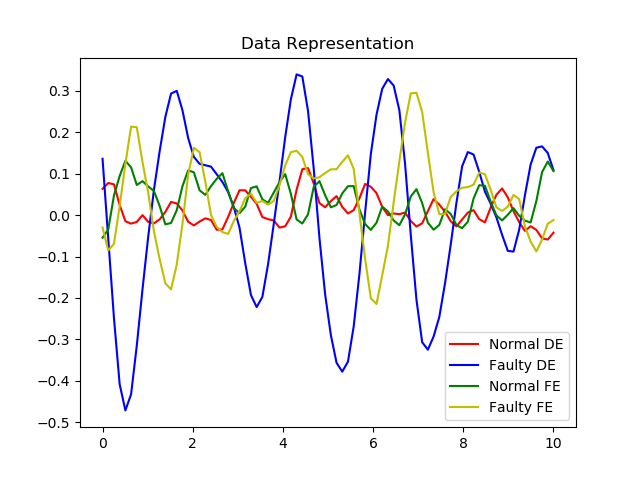 Data Representation
0.3
0.2
0.1
0.0
−0.1
−0.2
−0.3
−0.4
−0.5
0 2 4 6 8 10
Normal DE
Faulty DE
Normal FE
Faulty FE